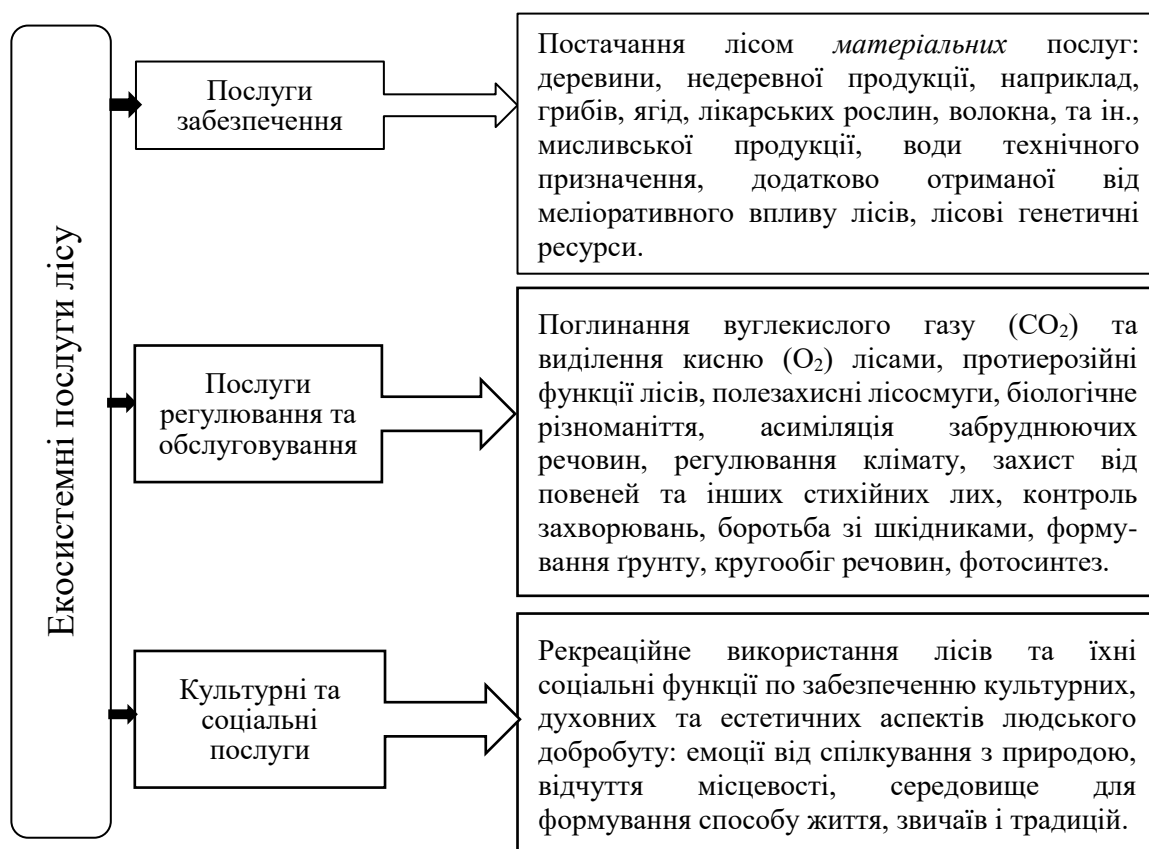 Екосистемні послуги лісу
Послуги
забезпечення
Постачання лісом матеріальних послуг:
деревини, недеревної продукції, наприклад,
грибів, ягід, лікарських рослин, волокна, та ін.,
мисливської продукції, води технічного
призначення, додатково отриманої від
меліоративного впливу лісів, лісові генетичні
ресурси.
Послуги
регулювання та
обслуговування
Поглинання вуглекислого газу (CO₂) та
виділення кисню (O₂) лісами, протиерозійні
функції лісів, полезахисні лісосмуги, біологічне
різноманіття, асиміляція забруднюючих
речовин, регулювання клімату, захист від
повеней та інших стихійних лих, контроль
захворювань, боротьба зі шкідниками, форму-
вання ґрунту, кругообіг речовин, фотосинтез.
Культурні та
соціальні
послуги
Рекреаційне використання лісів та їхні
соціальні функції по забезпеченню культурних,
духовних та естетичних аспектів людського
добробуту: емоції від спілкування з природою,
відчуття місцевості, середовище для
формування способу життя, звичаїв і традицій.